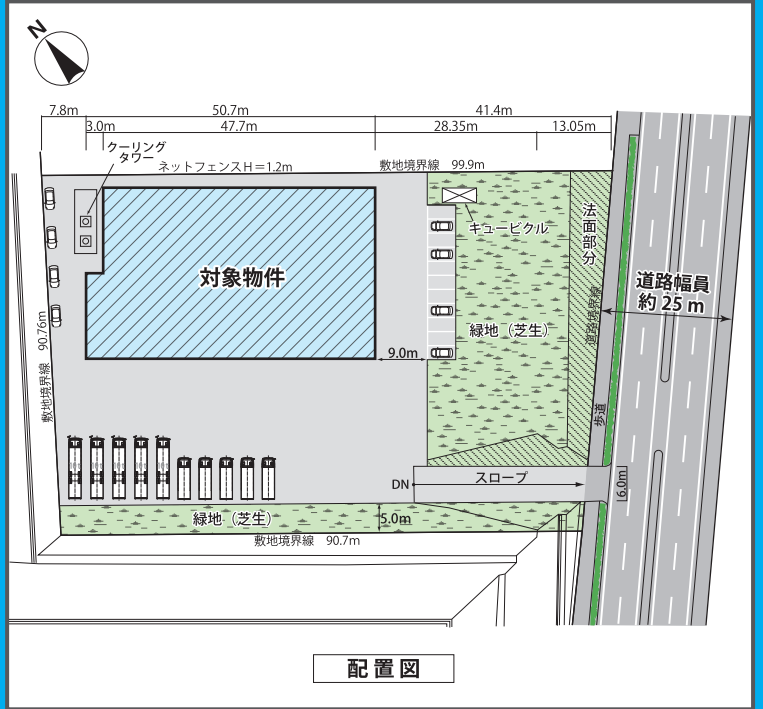 N
7.8m
50.7m
41.4m
3.0m
47.7m
28.35m
13.05m
クーリング
タワー
ネットフェンスH＝1.2m
敷地境界線 99.9m
キュービクル
法面部分
対象物件
道路幅員
約 25 m
道路境界線
緑地（芝生）
敷地境界線 90.76m
9.0m
歩道
スロープ
DN
6.0m
緑地（芝生）
5.0m
敷地境界線 90.7m
配置図